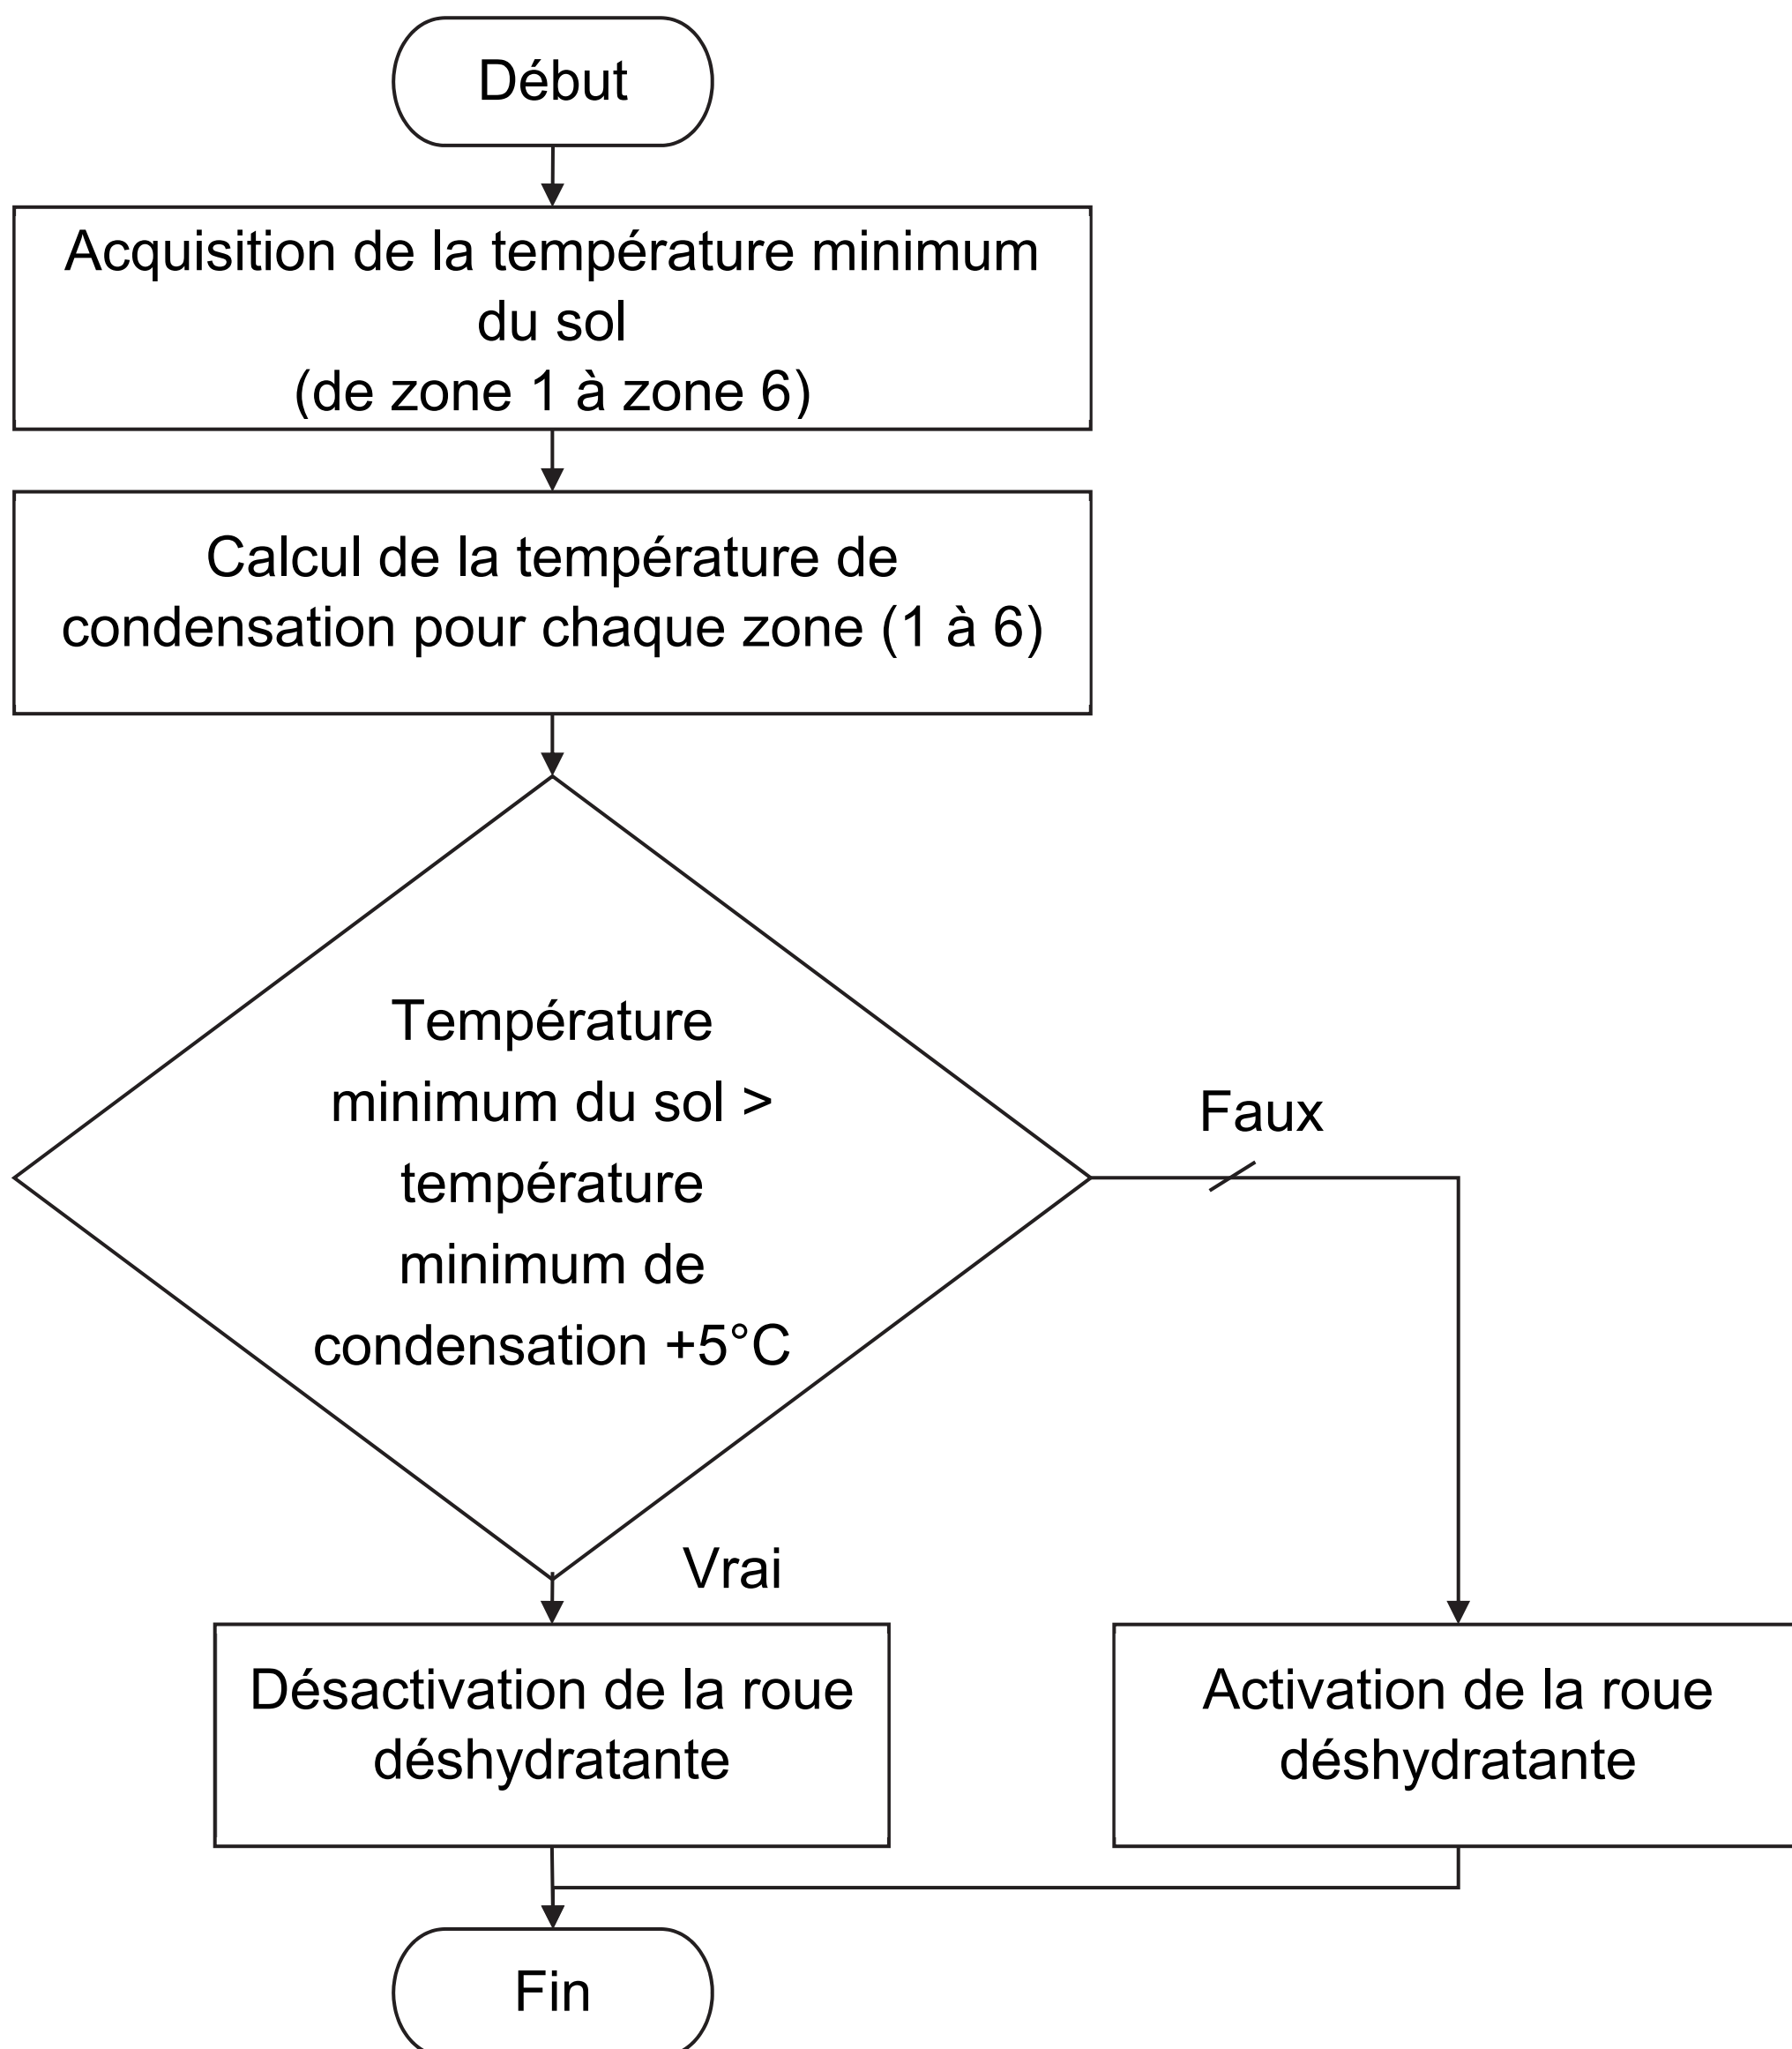 Début
Acquisition de la température minimum
du sol
(de zone 1 à zone 6)
Calcul de la température de
condensation pour chaque zone (1 à 6)
Température
minimum du sol >
température
minimum de
condensation +5°C
Faux
Vrai
Désactivation de la roue
déshydratante
Activation de la roue
déshydratante
Fin